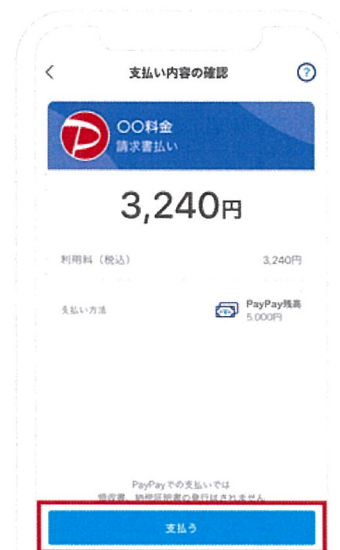 支払い内容の確認
〇〇料金
請求書払い
3,240円
利用料（税込） 3,240円
支払い方法 PayPay残高
5,000円
PayPayでの支払いでは
領収書、納税証明書の発行はされません
支払う